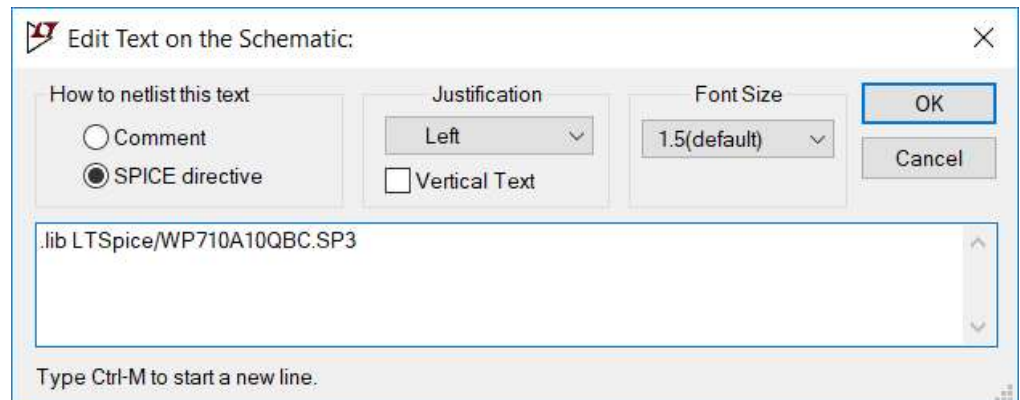 Edit Text on the Schematic:
How to netlist this text
Comment
SPICE directive
Justification
Left
Vertical Text
Font Size
1.5(default)
OK
Cancel
.lib LTSpice/WP710A10QBC.SP3
Type Ctrl-M to start a new line.